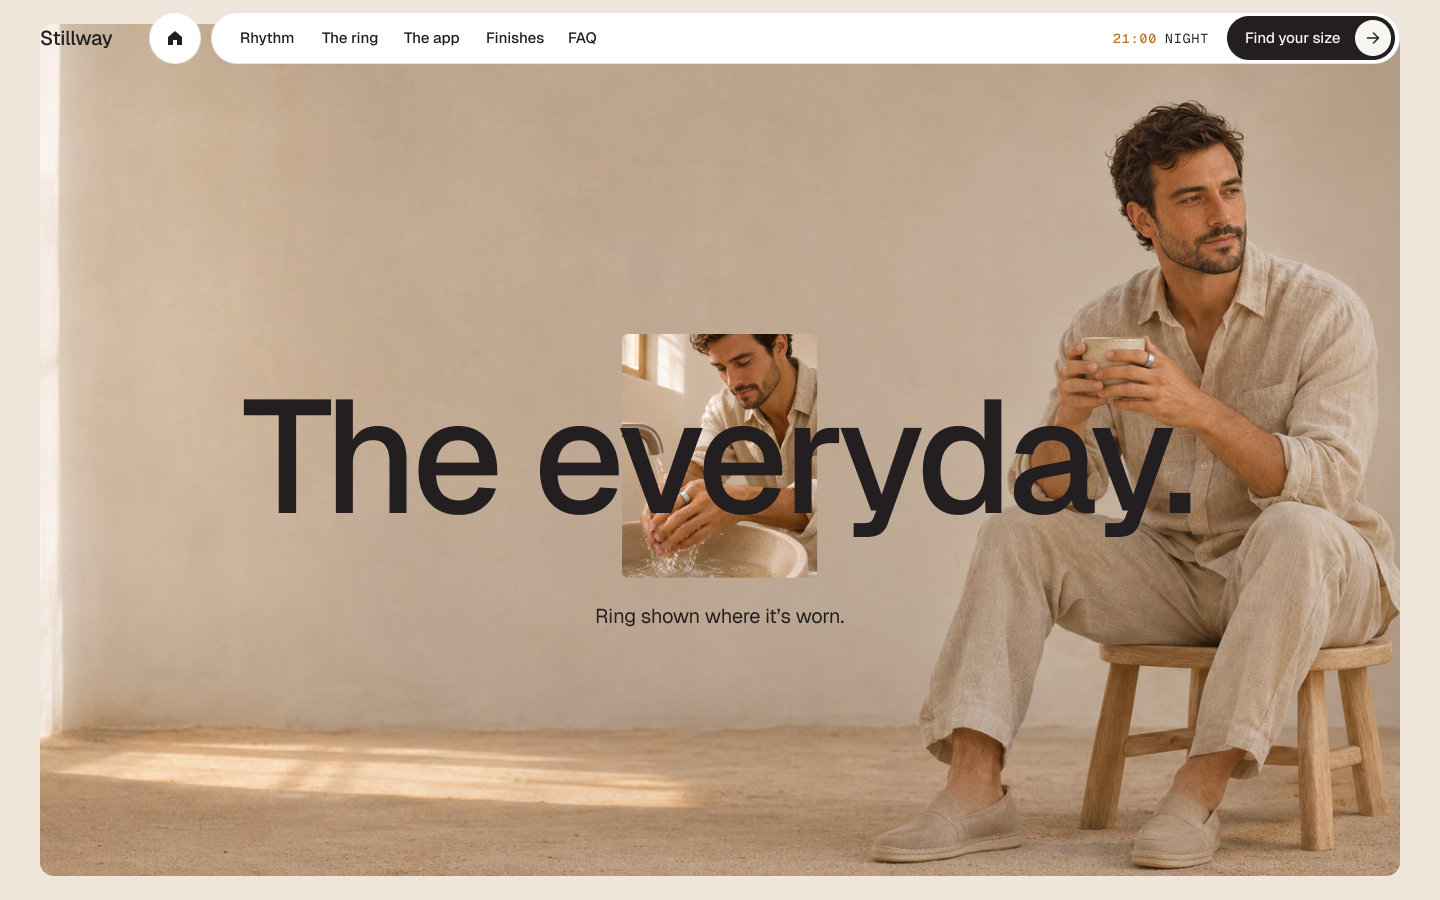 Stillway
Rhythm
The ring
The app
Finishes
FAQ
21:00 NIGHT
Find your size
The everyday.
Ring shown where it’s worn.